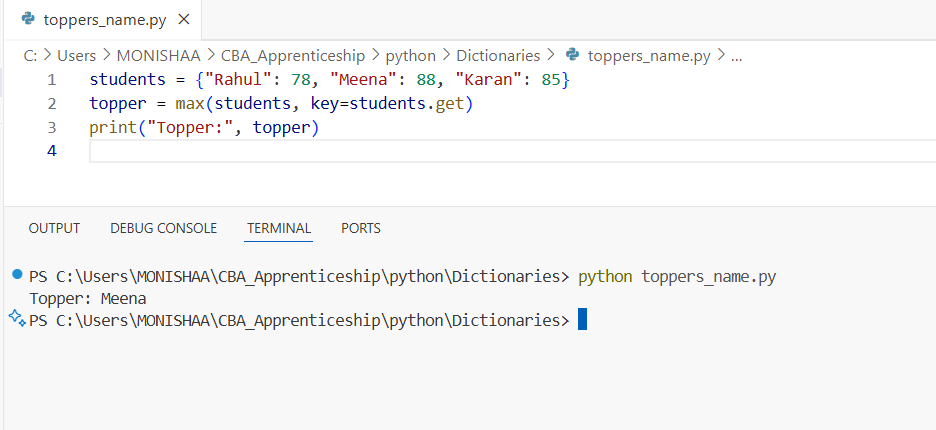 toppers_name.py ×
C: > Users > MONISHAA > CBA_Apprenticeship > python > Dictionaries > toppers_name.py > ...
1 students = {"Rahul": 78, "Meena": 88, "Karan": 85}
2 topper = max(students, key=students.get)
3 print("Topper:", topper)
4
OUTPUT DEBUG CONSOLE TERMINAL PORTS
PS C:\Users\MONISHAA\CBA_Apprenticeship\python\Dictionaries> python toppers_name.py
Topper: Meena
PS C:\Users\MONISHAA\CBA_Apprenticeship\python\Dictionaries>